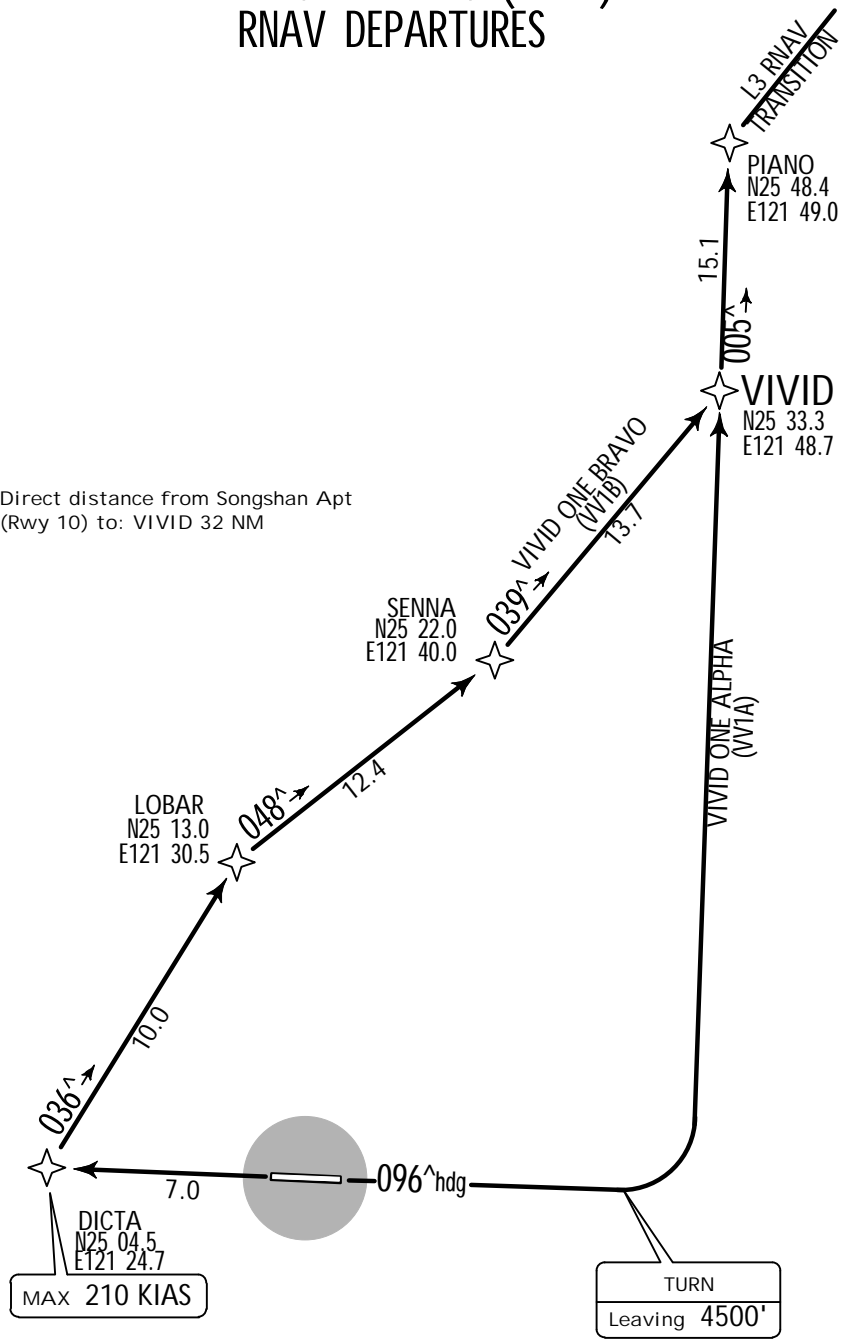 RNAV DEPARTURES
L3 RNAV
TRANSITION
PIANO
N25 48.4
E121 49.0
15.1
005^
VIVID
N25 33.3
E121 48.7
Direct distance from Songshan Apt
(Rwy 10) to: VIVID 32 NM
VIVID ONE BRAVO
(VV1B)
13.7
039^
SENNA
N25 22.0
E121 40.0
VIVID ONE ALPHA
(VV1A)
12.4
048^
LOBAR
N25 13.0
E121 30.5
10.0
036^
7.0
096^hdg
DICTA
N25 04.5
E121 24.7
MAX 210 KIAS
TURN
Leaving 4500'